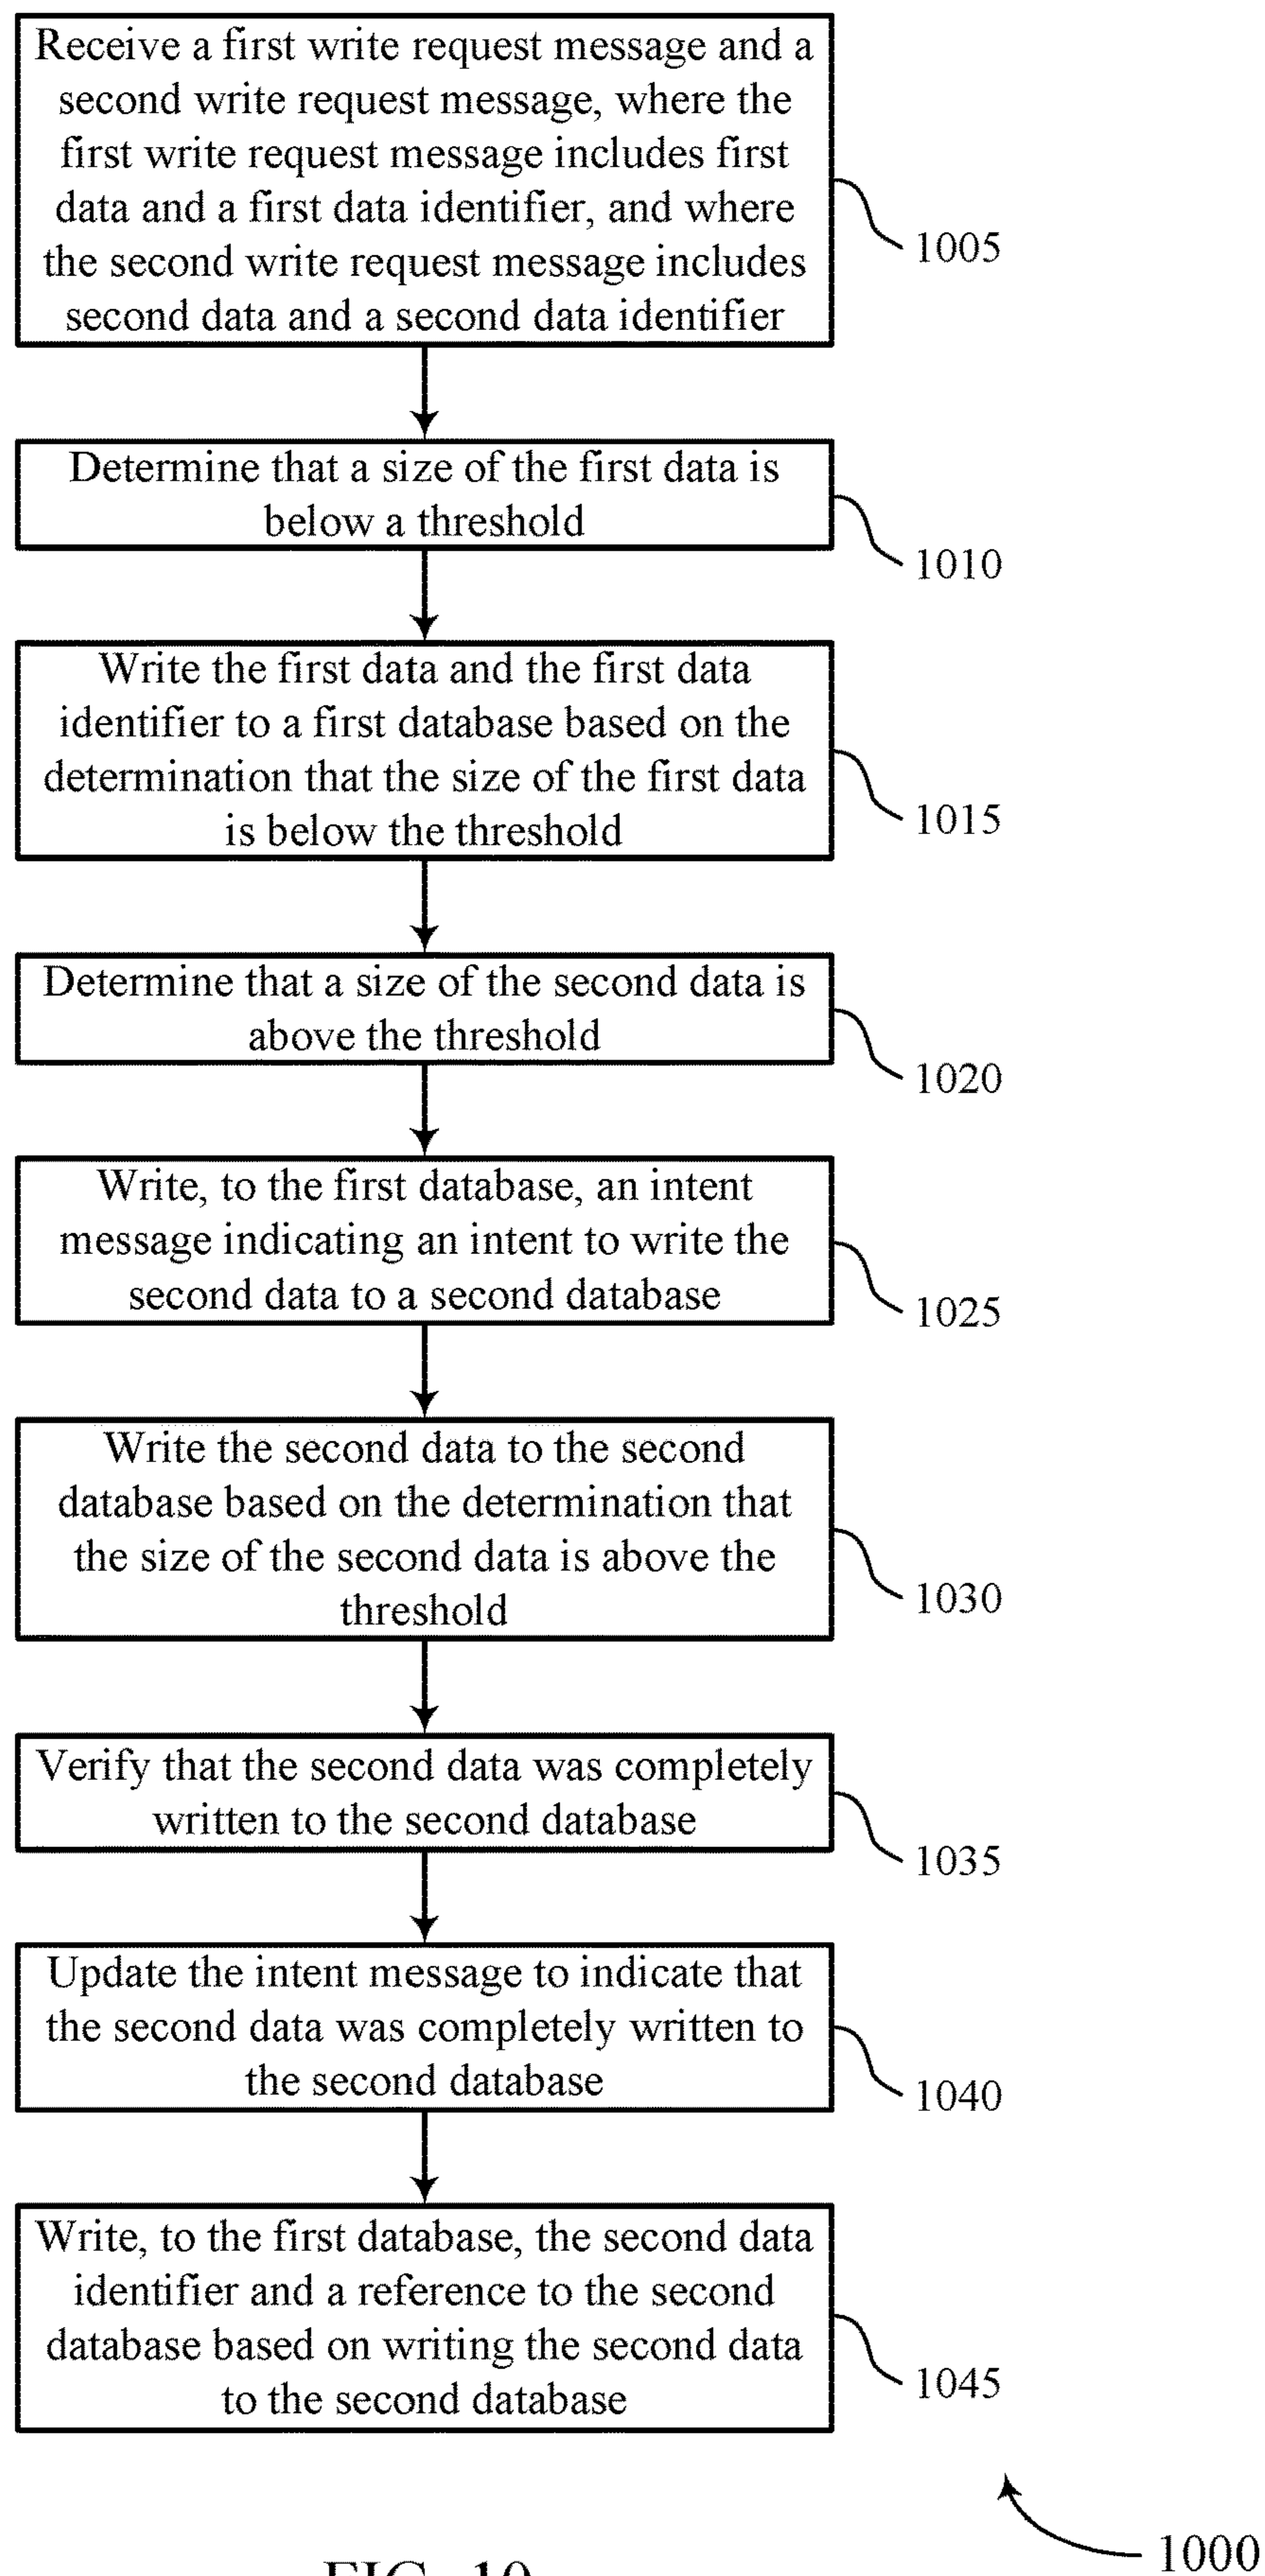 Receive a first write request message and a
second write request message, where the
first write request message includes first
data and a first data identifier, and where
the second write request message includes
second data and a second data identifier
1005
Determine that a size of the first data is
below a threshold
1010
Write the first data and the first data
identifier to a first database based on the
determination that the size of the first data
is below the threshold
1015
Determine that a size of the second data is
above the threshold
1020
Write, to the first database, an intent
message indicating an intent to write the
second data to a second database
1025
Write the second data to the second
database based on the determination that
the size of the second data is above the
threshold
1030
Verify that the second data was completely
written to the second database
1035
Update the intent message to indicate that
the second data was completely written to
the second database
1040
Write, to the first database, the second data
identifier and a reference to the second
database based on writing the second data
to the second database
1045
1000
FIG. 10